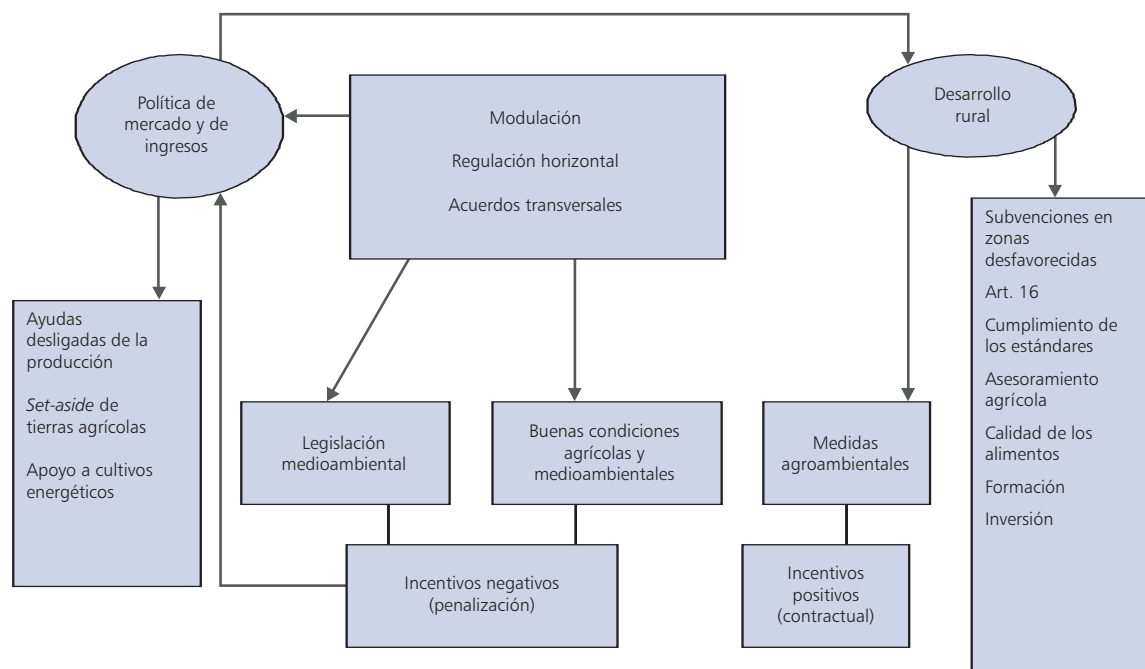 Política de
mercado y de
ingresos
Modulación
Regulación horizontal
Acuerdos transversales
Desarrollo
rural
Ayudas
desligadas de la
producción
Set-aside de
tierras agrícolas
Apoyo a cultivos
energéticos
Legislación
medioambiental
Buenas condiciones
agrícolas y
medioambientales
Medidas
agroambientales
Subvenciones en
zonas
desfavorecidas
Art. 16
Cumplimiento de
los estándares
Asesoramiento
agrícola
Calidad de los
alimentos
Formación
Inversión
Incentivos negativos
(penalización)
Incentivos
positivos
(contractual)